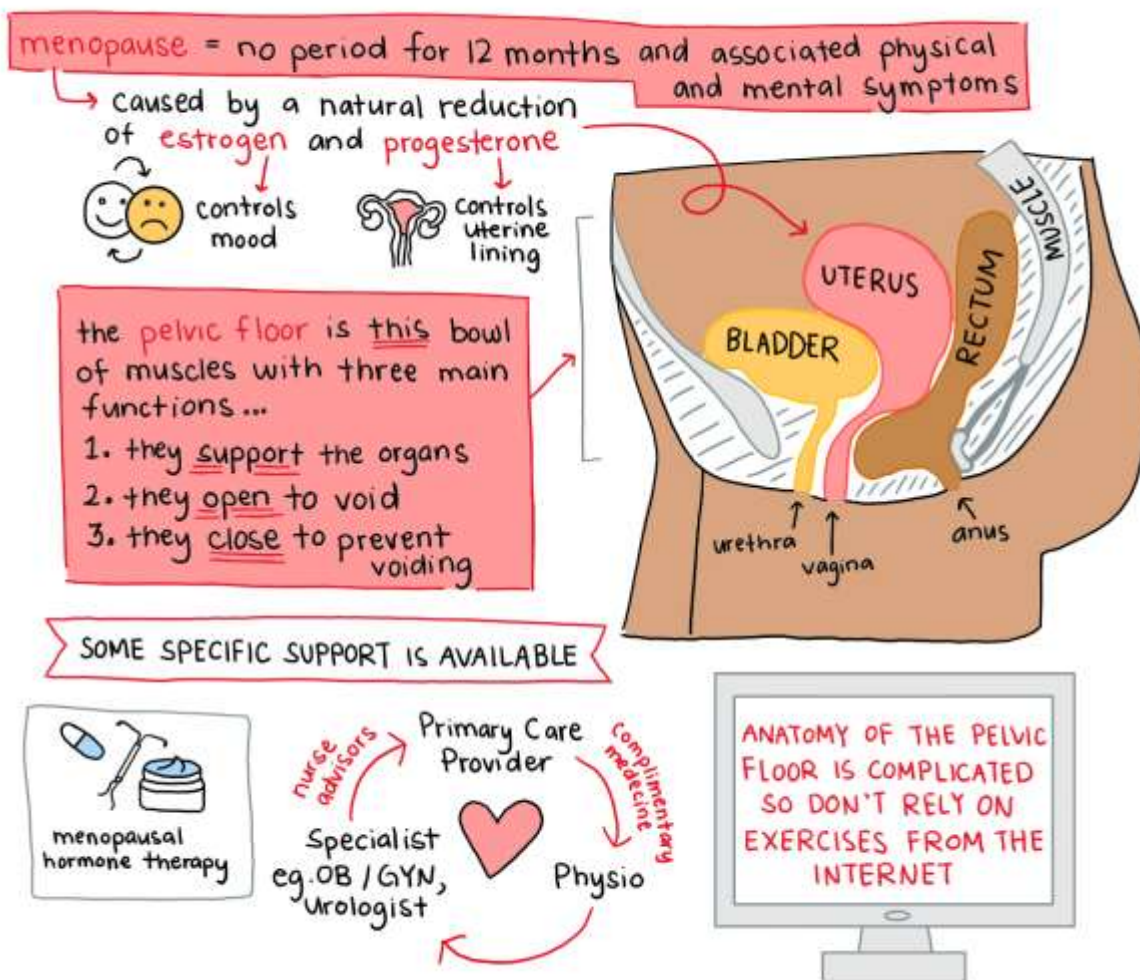 menopause = no period for 12 months and associated physical
and mental symptoms
caused by a natural reduction
of estrogen and progesterone
controls
mood
controls
uterine
lining
the pelvic floor is this bowl
of muscles with three main
functions...
1. they support the organs
2. they open to void
3. they close to prevent
voiding
MUSCLE
UTERUS
RECTUM
BLADDER
urethra
vagina
anus
SOME SPECIFIC SUPPORT IS AVAILABLE
menopausal
hormone therapy
nurse
advisors
Primary Care
Provider
complimentary
medecine
Specialist
eg. OB / GYN,
Urologist
Physio
ANATOMY OF THE PELVIC
FLOOR IS COMPLICATED
SO DON'T RELY ON
EXERCISES FROM THE
INTERNET